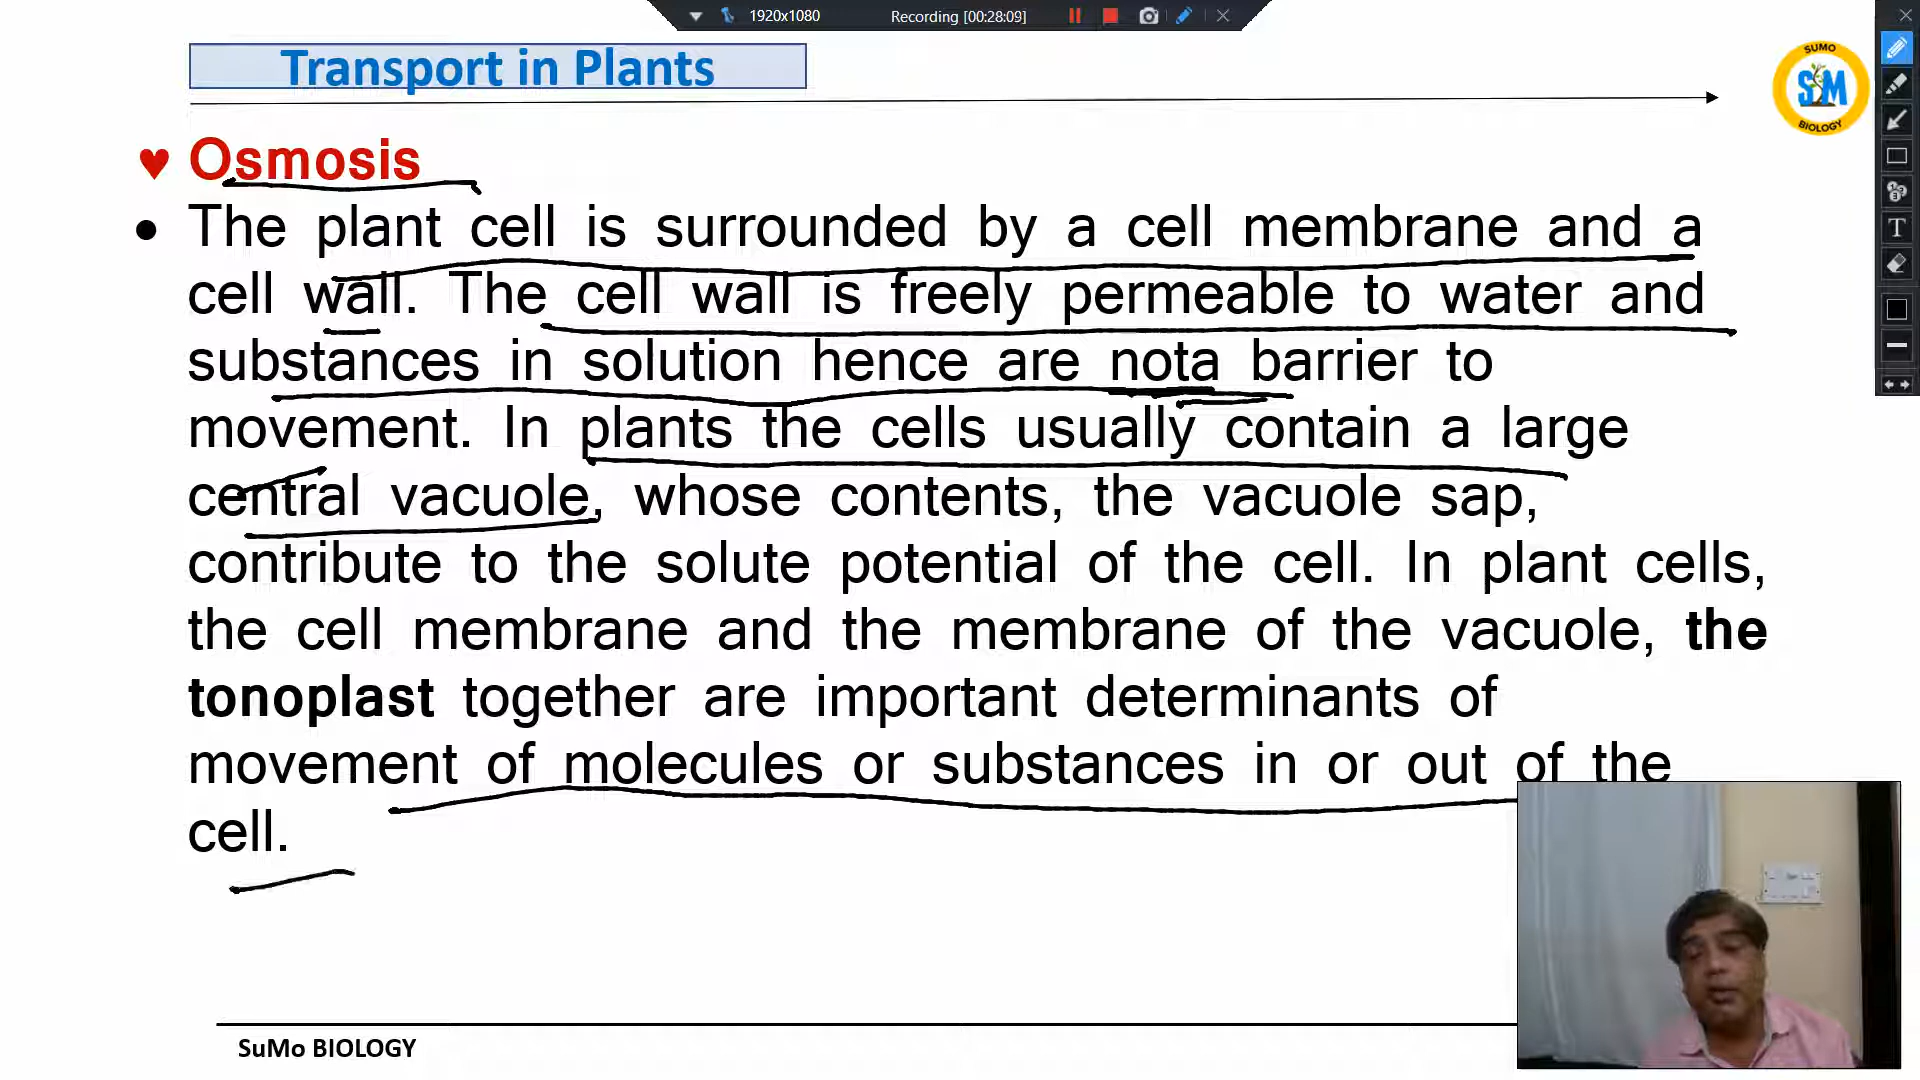 1920x1080
Recording [00:28:09]
Transport in Plants
SUMO
SM
BIOLOGY
♥ Osmosis
• The plant cell is surrounded by a cell membrane and a
cell wall. The cell wall is freely permeable to water and
substances in solution hence are nota barrier to
movement. In plants the cells usually contain a large
central vacuole, whose contents, the vacuole sap,
contribute to the solute potential of the cell. In plant cells,
the cell membrane and the membrane of the vacuole, the
tonoplast together are important determinants of
movement of molecules or substances in or out of the
cell.
T
SuMo BIOLOGY